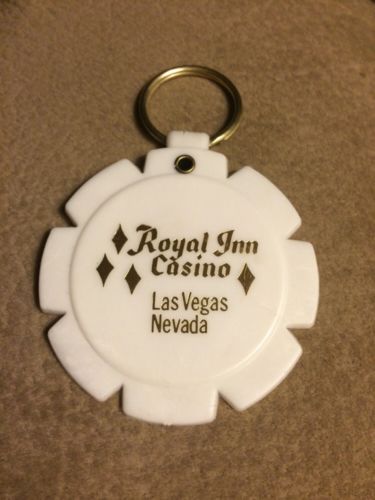 Royal Inn
Casino
Las Vegas
Nevada